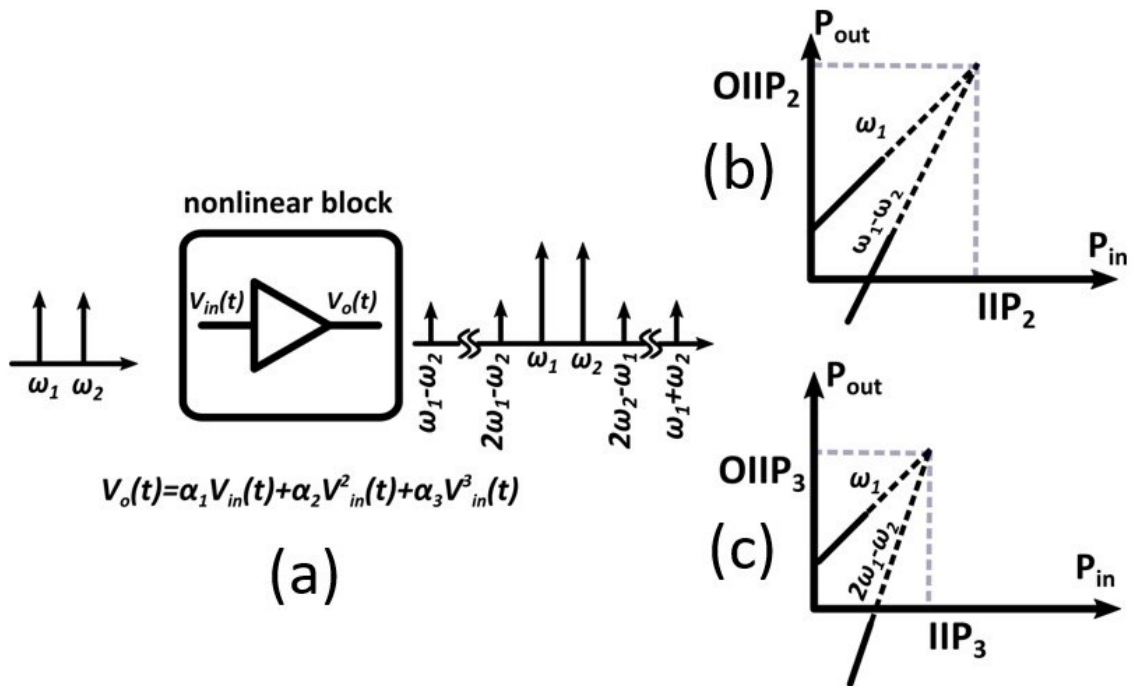 nonlinear block
V_in(t)
V_o(t)
ω_1
ω_2
ω_1-ω_2
2ω_1-ω_2
ω_1
ω_2
2ω_2-ω_1
ω_1+ω_2
V_o(t)=α_1V_in(t)+α_2V^2_in(t)+α_3V^3_in(t)
(a)
P_out
OIIP_2
ω_1
ω_1-ω_2
(b)
P_in
IIP_2
P_out
OIIP_3
ω_1
2ω_1-ω_2
(c)
P_in
IIP_3